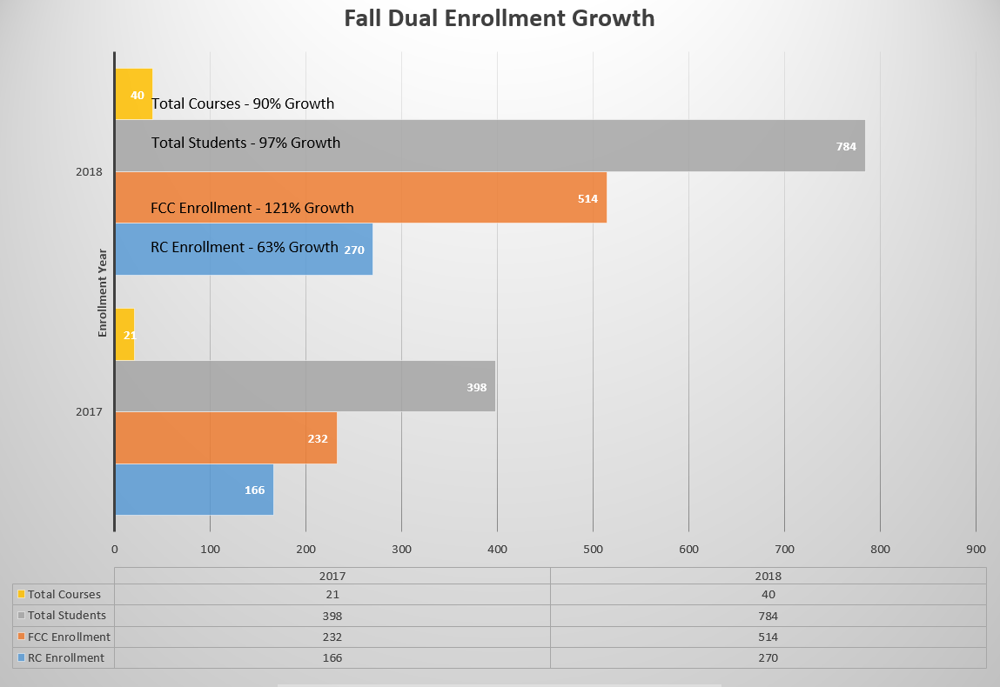 Fall Dual Enrollment Growth
40
Total Courses - 90% Growth
Total Students - 97% Growth
784
2018
514
FCC Enrollment - 121% Growth
RC Enrollment - 63% Growth 270
Enrollment Year
21
398
2017
232
166
0 100 200 300 400 500 600 700 800 900
2017 2018
Total Courses 21 40
Total Students 398 784
FCC Enrollment 232 514
RC Enrollment 166 270